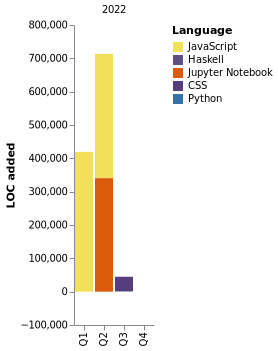 2022
800,000
700,000
600,000
500,000
400,000
300,000
200,000
100,000
0
−100,000
LOC added
Q1
Q2
Q3
Q4
Language
JavaScript
Haskell
Jupyter Notebook
CSS
Python